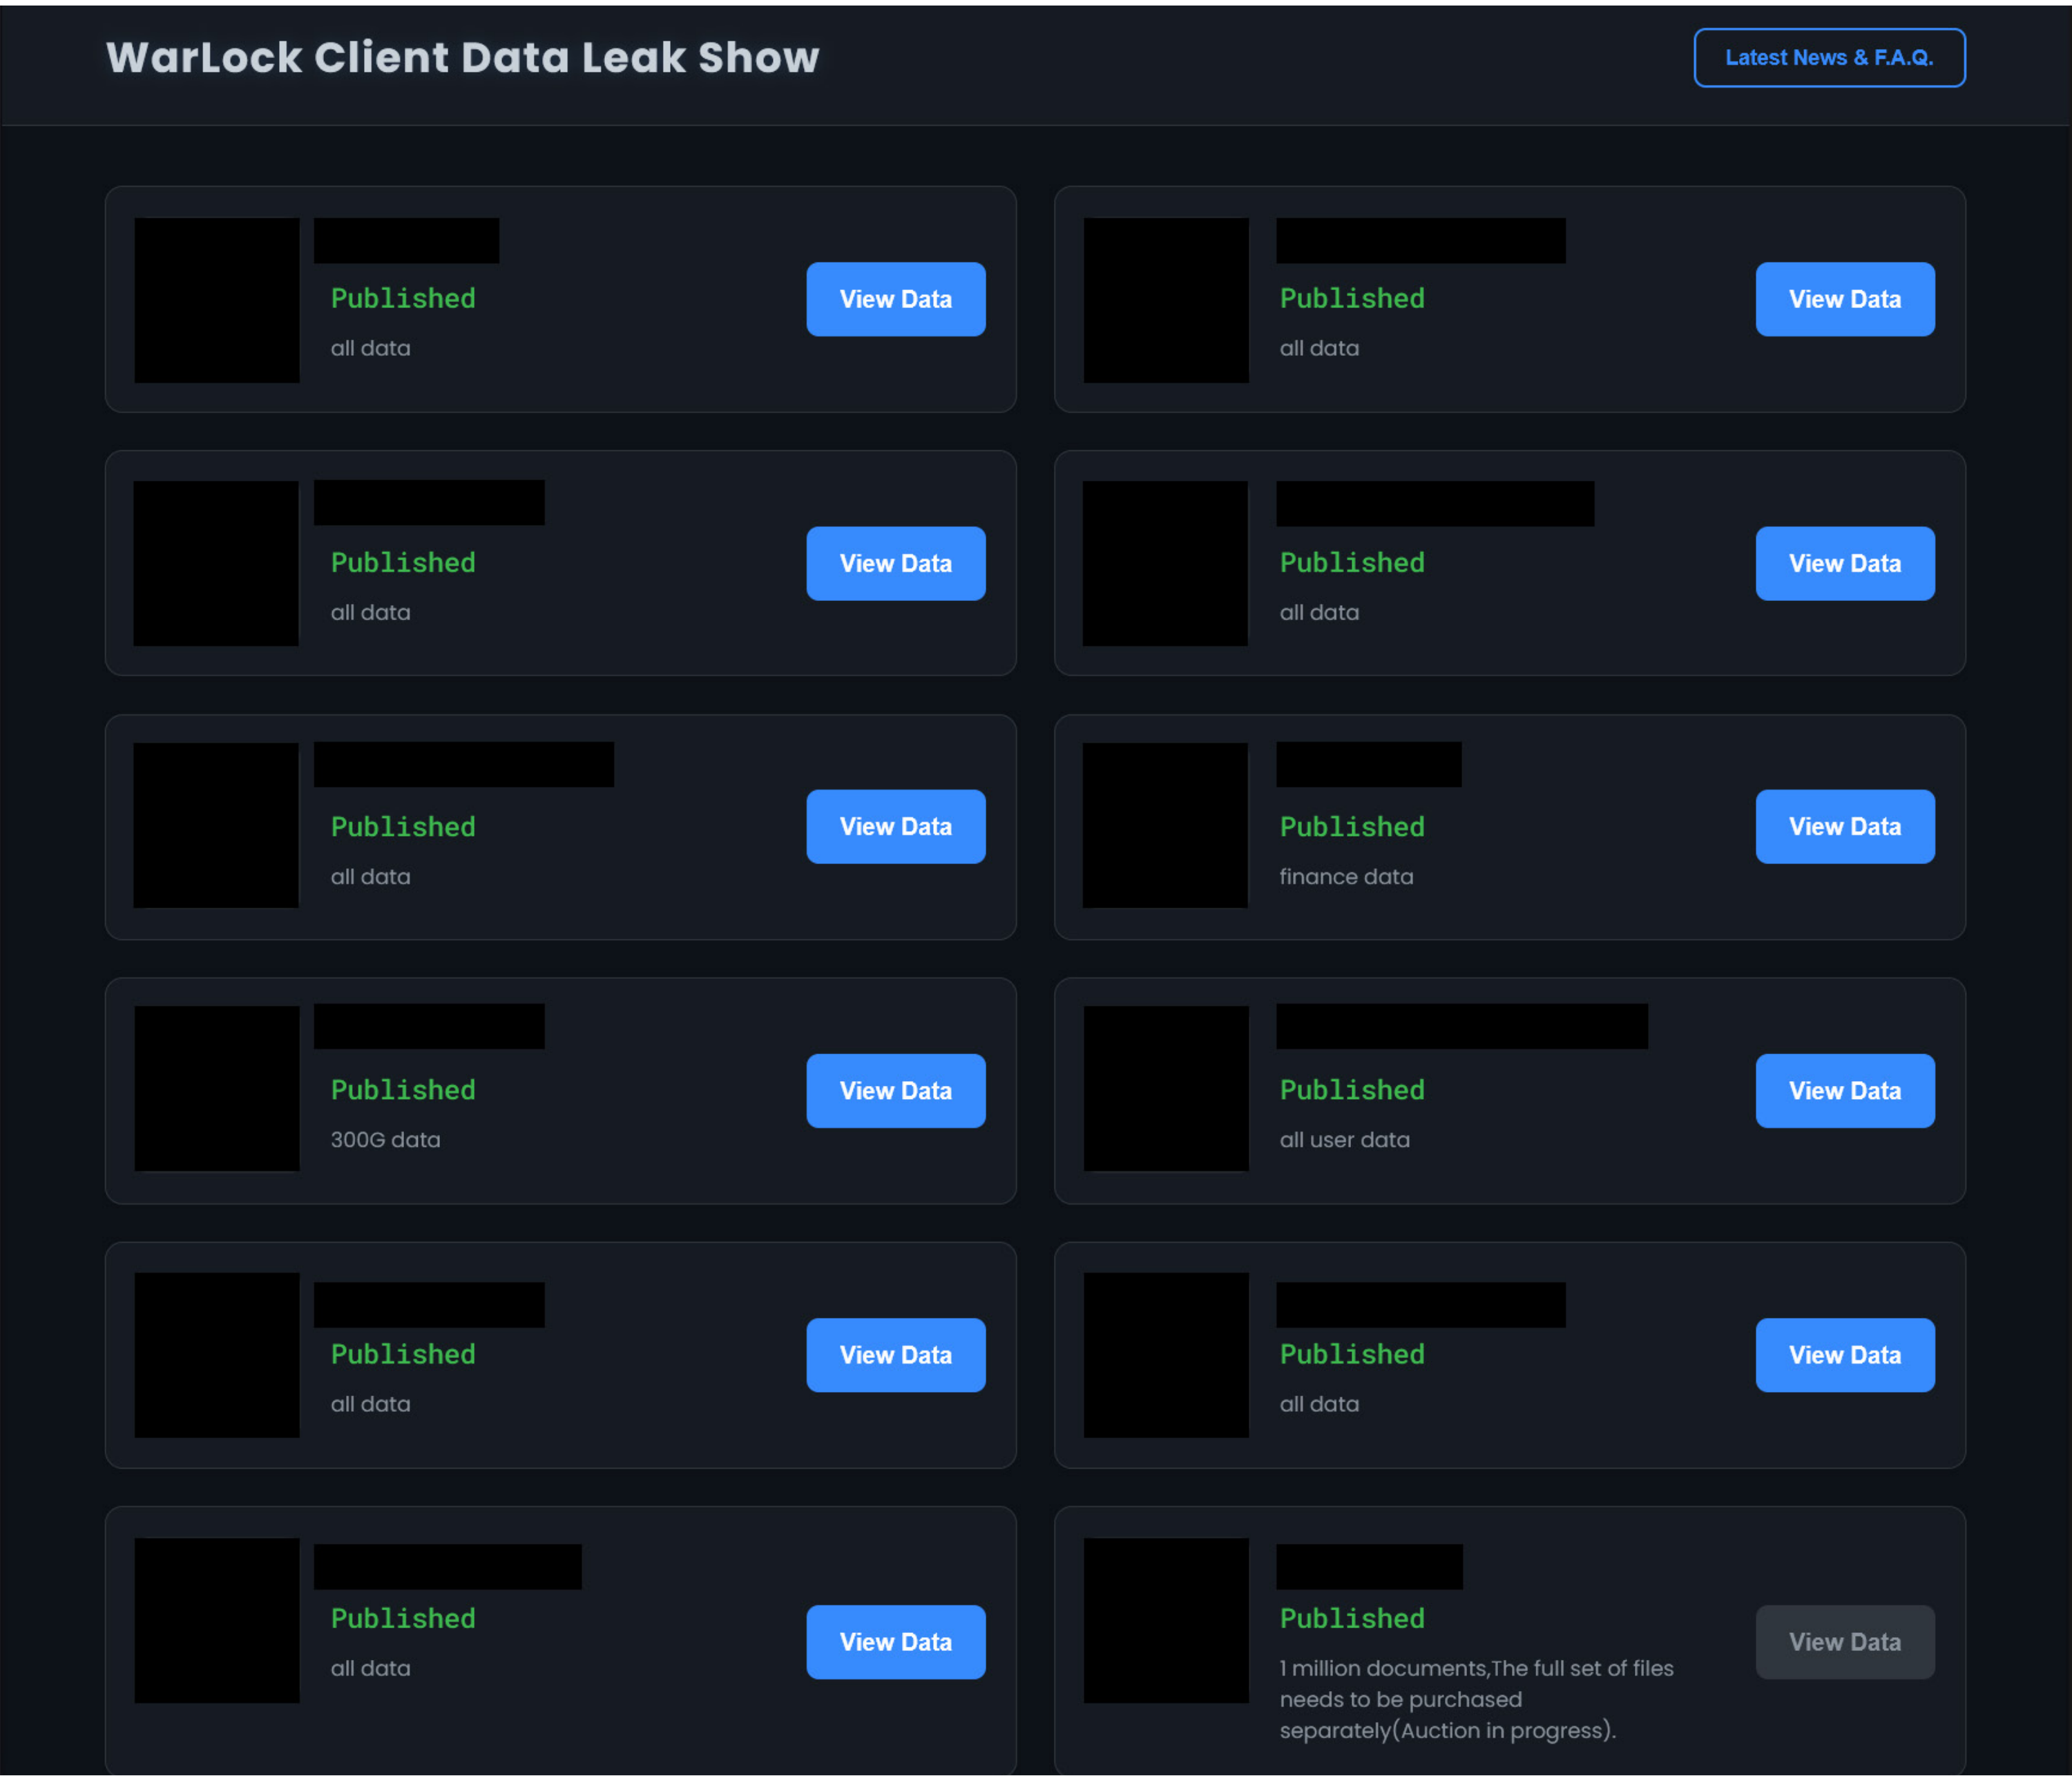 WarLock Client Data Leak Show
Latest News & F.A.Q.
Published
all data
View Data
Published
all data
View Data
Published
all data
View Data
Published
all data
View Data
Published
all data
View Data
Published
finance data
View Data
Published
300G data
View Data
Published
all user data
View Data
Published
all data
View Data
Published
all data
View Data
Published
all data
View Data
Published
1 million documents,The full set of files
needs to be purchased
separately(Auction in progress).
View Data